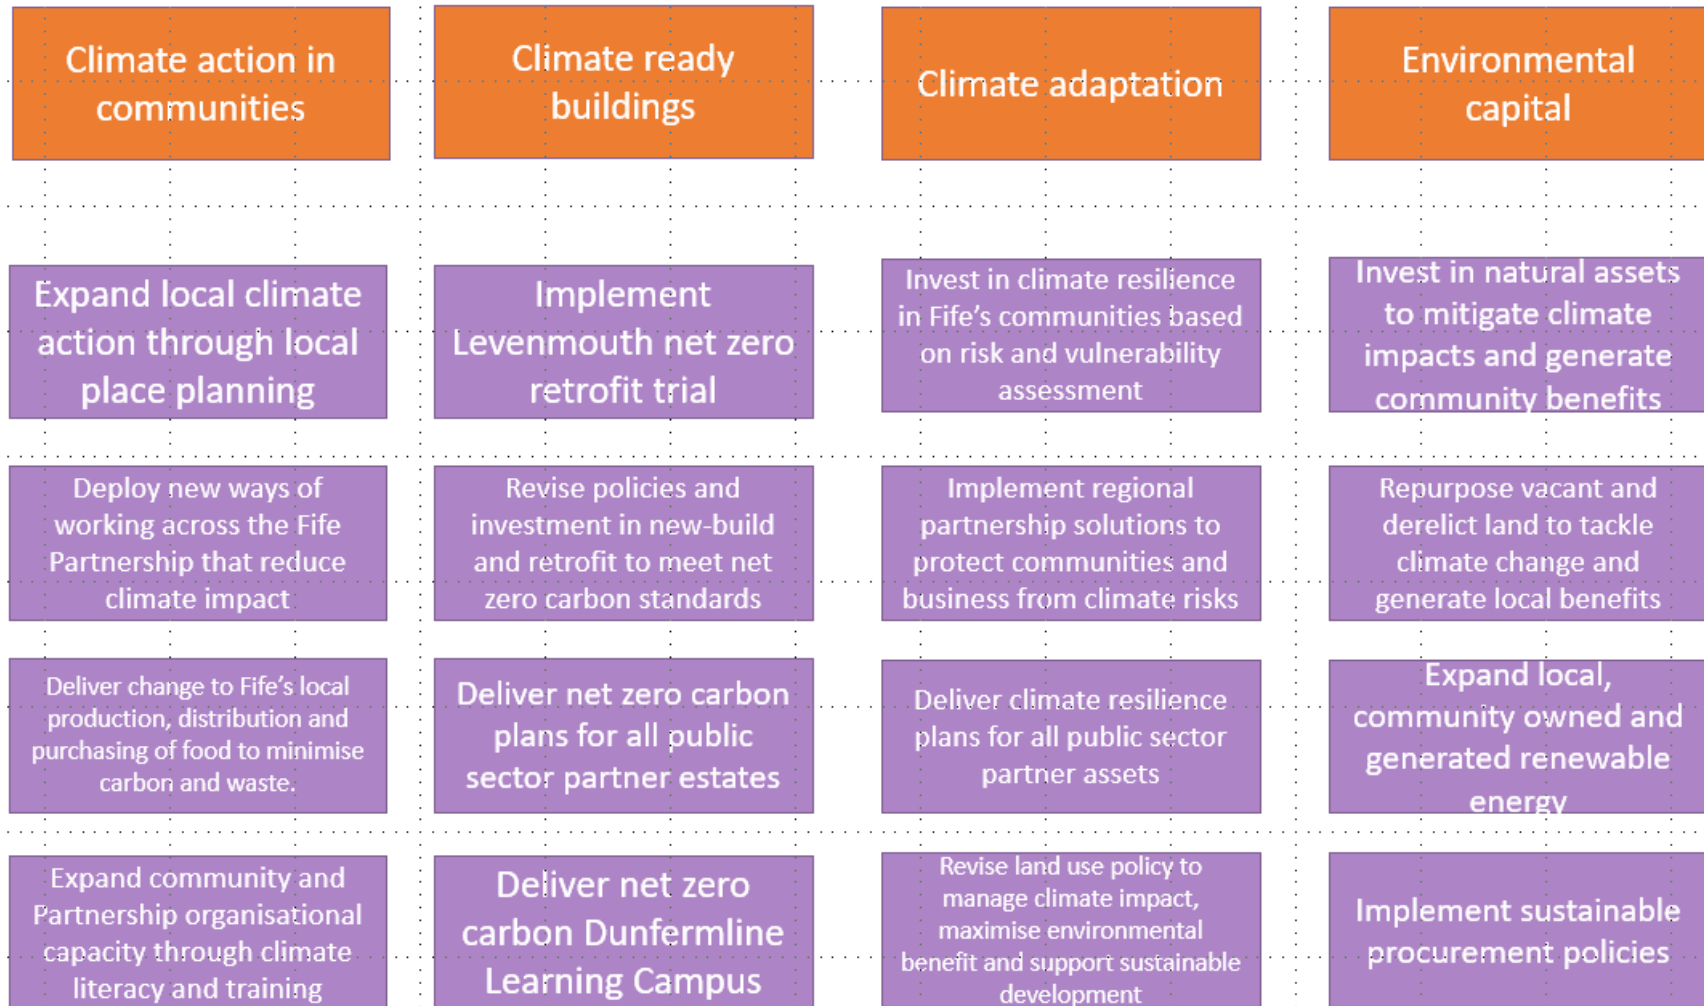 Climate action in
communities
Climate ready
buildings
Climate adaptation
Environmental
capital
Expand local climate
action through local
place planning
Implement
Levenmouth net zero
retrofit trial
Invest in climate resilience
in Fife's communities based
on risk and vulnerability
assessment
Invest in natural assets
to mitigate climate
impacts and generate
community benefits
Deploy new ways of
working across the Fife
Partnership that reduce
climate impact
Revise policies and
investment in new-build
and retrofit to meet net
zero carbon standards
Implement regional
partnership solutions to
protect communities and
business from climate risks
Repurpose vacant and
derelict land to tackle
climate change and
generate local benefits
Deliver change to Fife's local
production, distribution and
purchasing of food to minimise
carbon and waste.
Deliver net zero carbon
plans for all public
sector partner estates
Deliver climate resilience
plans for all public sector
partner assets
Expand local,
community owned and
generated renewable
energy
Expand community and
Partnership organisational
capacity through climate
literacy and training
Deliver net zero
carbon Dunfermline
Learning Campus
Revise land use policy to
manage climate impact,
maximise environmental
benefit and support sustainable
development
Implement sustainable
procurement policies